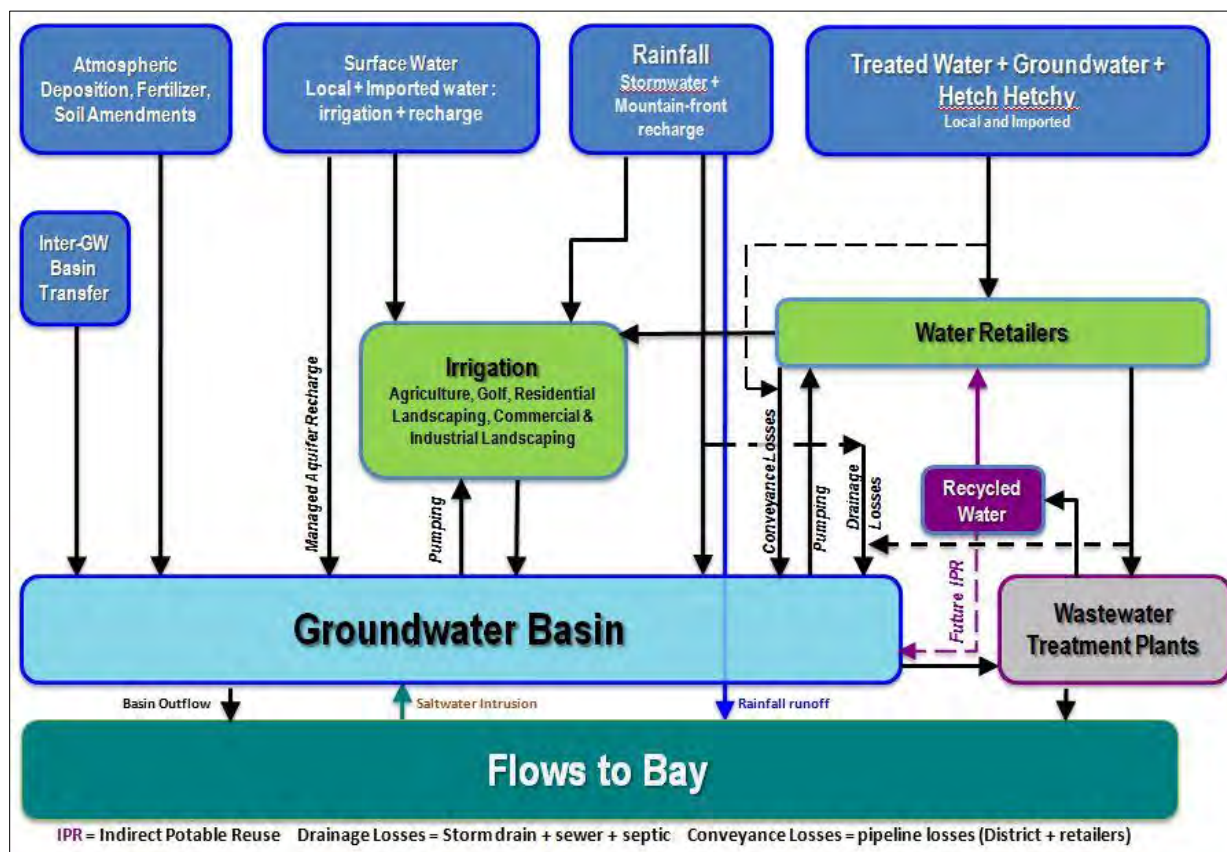 Atmospheric
Deposition, Fertilizer,
Soil Amendments
Surface Water
Local + Imported water :
irrigation + recharge
Rainfall
Stormwater +
Mountain-front
recharge
Treated Water + Groundwater +
Hetch Hetchy
Local and Imported
Inter-GW
Basin
Transfer
Water Retailers
Irrigation
Agriculture, Golf, Residential
Landscaping, Commercial &
Industrial Landscaping
Managed Aquifer Recharge
Pumping
Conveyance Losses
Pumping
Drainage
Losses
Recycled
Water
Future IPR
Groundwater Basin
Wastewater
Treatment Plants
Basin Outflow
Saltwater Intrusion
Rainfall runoff
Flows to Bay
IPR = Indirect Potable Reuse Drainage Losses = Storm drain + sewer + septic Conveyance Losses = pipeline losses (District + retailers)